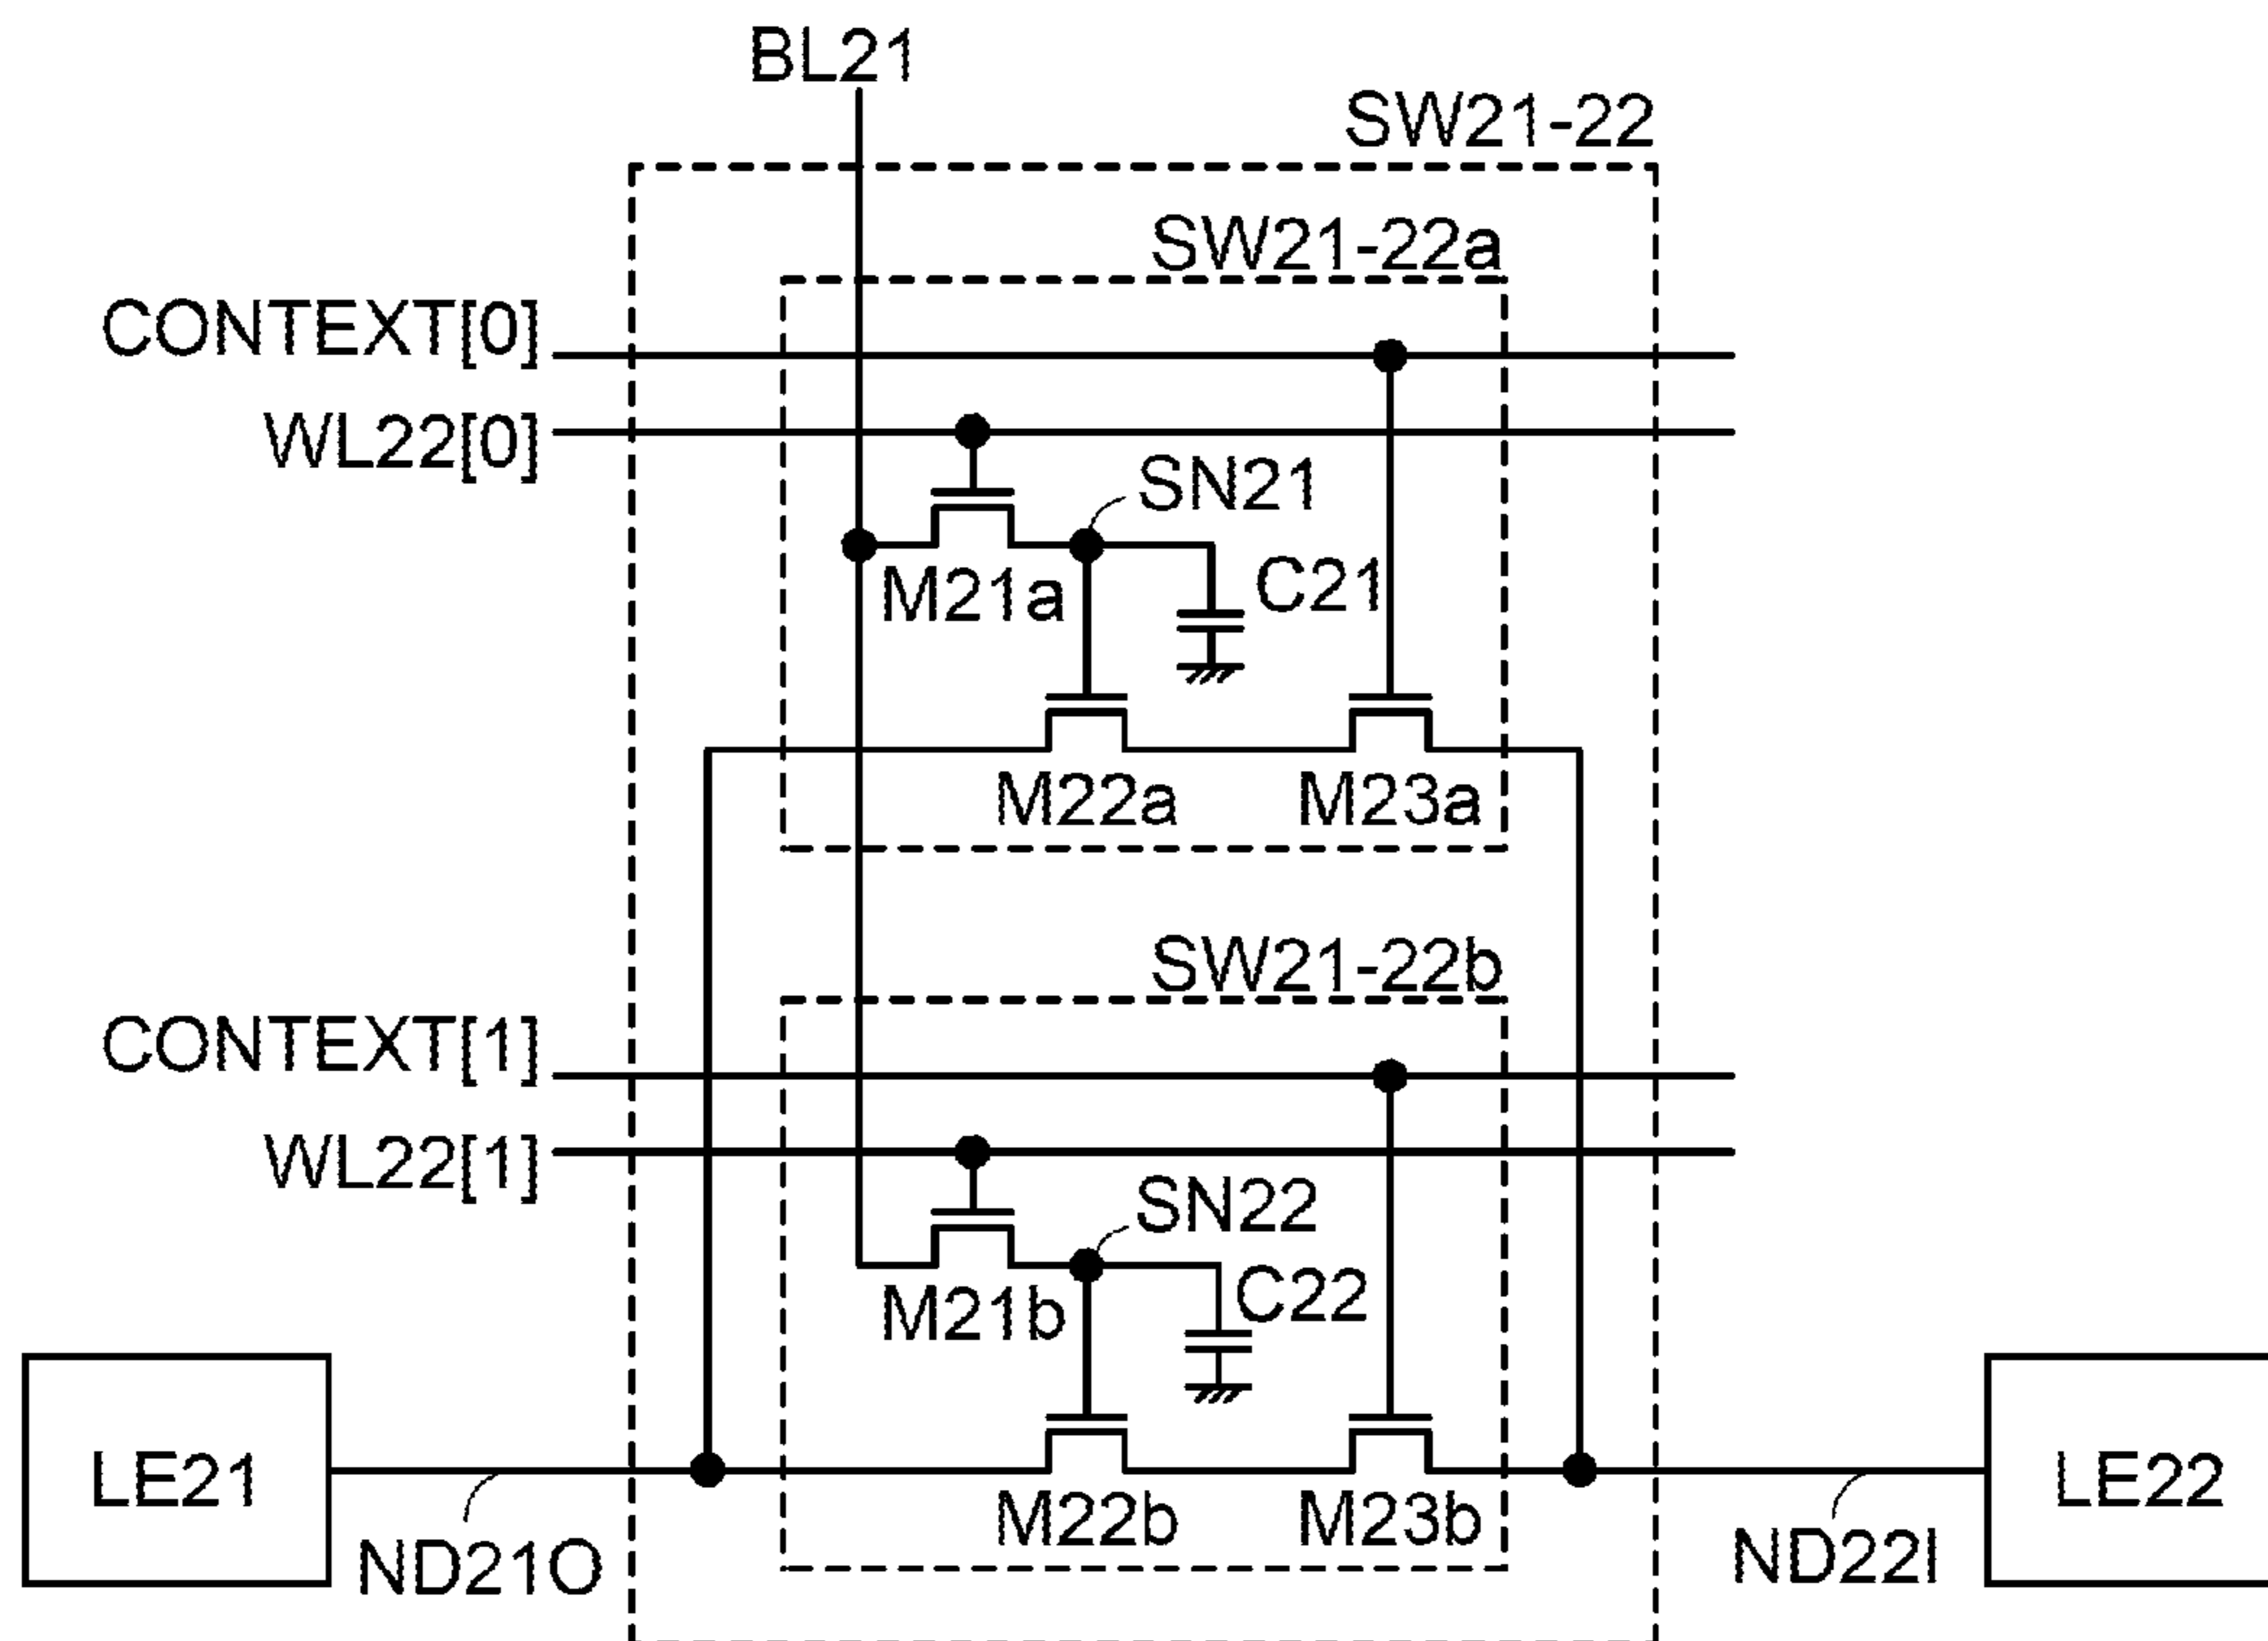 BL21
SW21-22
SW21-22a
CONTEXT[0]
WL22[0]
SN21
M21a
C21
M22a
M23a
SW21-22b
CONTEXT[1]
WL22[1]
SN22
M21b
C22
LE21
LE22
M22b
M23b
ND21O
ND22I